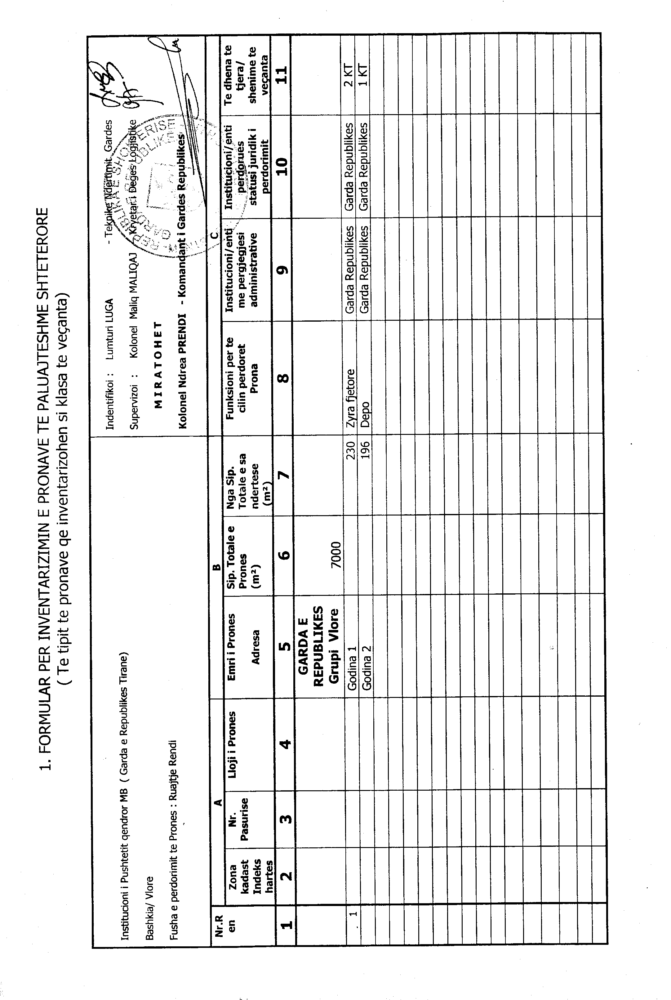 1. FORMULAR PER INVENTARIZIMIN E PRONAVE TE PALUAJTESHME SHTETERORE
( Te tipit te pronave qe inventarizohen si klasa te veçanta)
Institucioni i Pushtetit qendror MB ( Garda e Republikes Tirane)
Bashkia/ Vlore
Fusha e perdorimit te Prones : Ruajtje Rendi
Indentifikoi : Lumturi LUGA - Teknike Ndertimit Gardes
Supervizoi : Kolonel Maliq MALIQAJ - Kryetar i Deges Logjistike
MIRATOHET
Kolonel Ndrea PRENDI - Komandant i Gardes Republikes
Nr.R en A B C
Zona kadast Indeks hartes
Nr. Pasurise
Lloji i Prones
Emri i Prones Adresa
Sip. Totale e Prones (m²)
Nga Sip. Totale e sa ndertese (m²)
Funksioni per te cilin perdoret Prona
Institucioni/enti me pergjegjesi administrative
Institucioni/enti perdorues statusi juridik i perdorimit
Te dhena te tjera/ shenime te veçanta
1 2 3 4 5 6 7 8 9 10 11
GARDA E
REPUBLIKES
Grupi Vlore 7000
1 Godina 1 230 Zyra fjetore Garda Republikes Garda Republikes 2 KT
Godina 2 196 Depo Garda Republikes Garda Republikes 1 KT